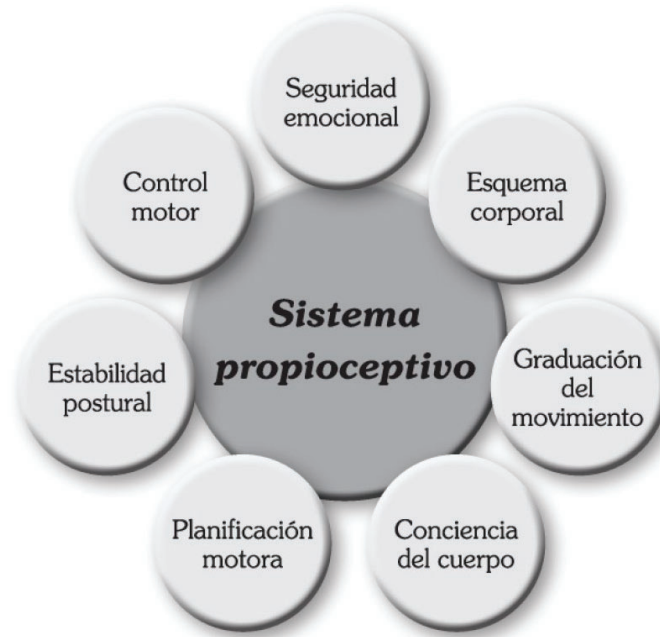 Seguridad
emocional
Esquema
corporal
Graduación
del
movimiento
Conciencia
del cuerpo
Planificación
motora
Estabilidad
postural
Control
motor
Sistema
propioceptivo